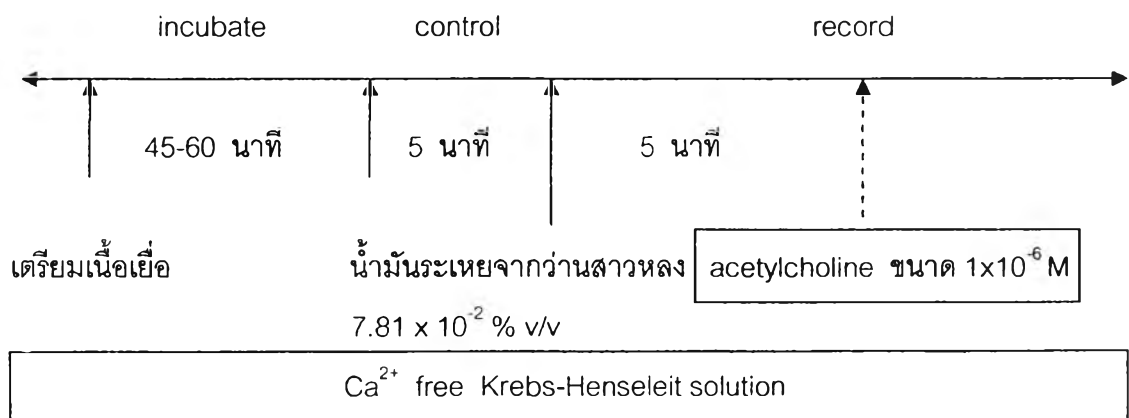 incubate control record
45-60 นาที 5 นาที 5 นาที
เตรียมเนื้อเยื่อ น้ำมันระเหยจากว่านสาวหลง acetylcholine ขนาด 1x10⁻⁶ M
7.81 x 10⁻² % v/v
Ca²⁺ free Krebs-Henseleit solution